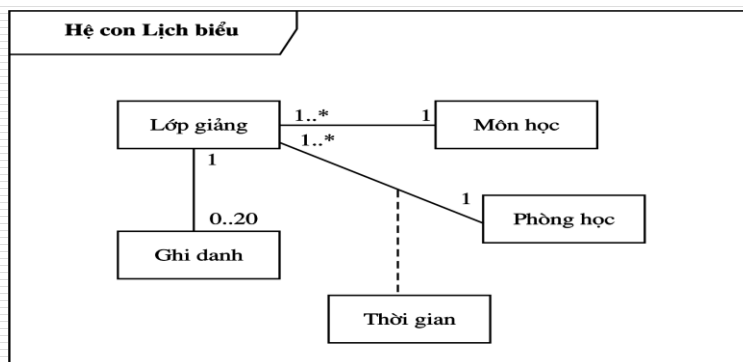 Hệ con Lịch biểu
Lớp giảng
1..*
1
Môn học
1..*
1
1
Phòng học
0..20
Ghi danh
Thời gian